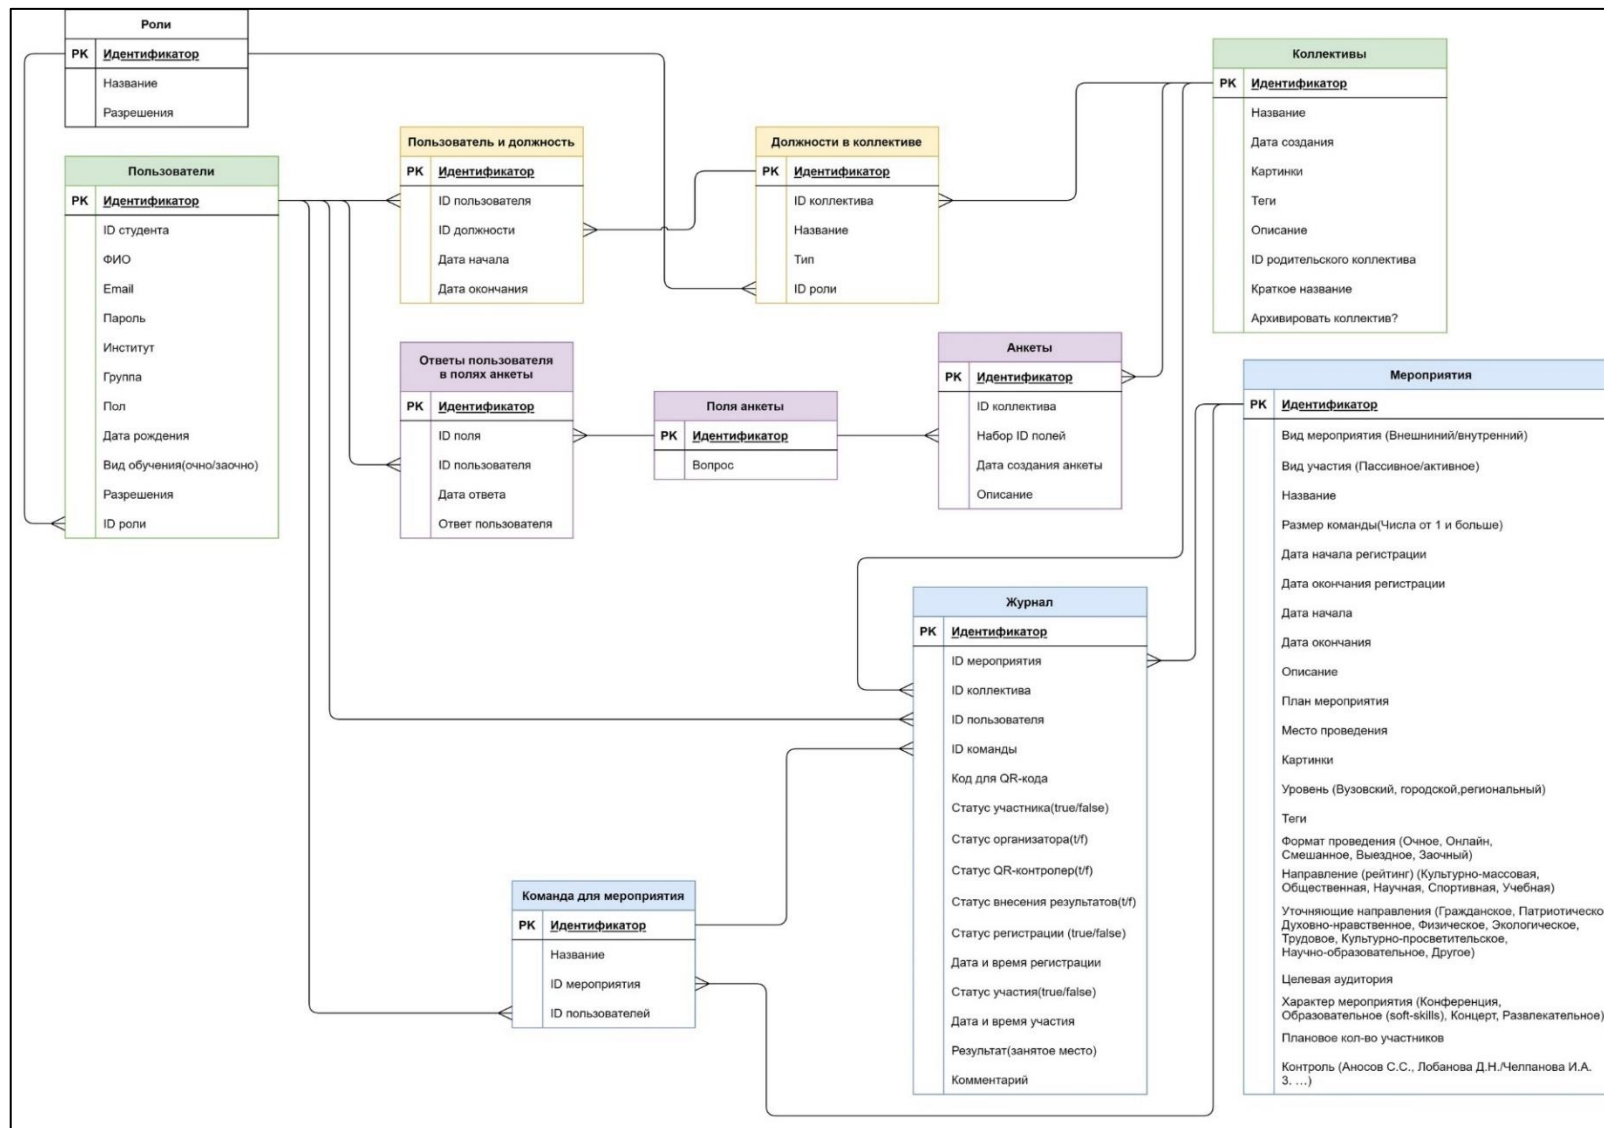 Роли
PK Идентификатор
Название
Разрешения
Пользователи
PK Идентификатор
ID студента
ФИО
Email
Пароль
Институт
Группа
Пол
Дата рождения
Вид обучения(очно/заочно)
Разрешения
ID роли
Пользователь и должность
PK Идентификатор
ID пользователя
ID должности
Дата начала
Дата окончания
Должности в коллективе
PK Идентификатор
ID коллектива
Название
Тип
ID роли
Коллективы
PK Идентификатор
Название
Дата создания
Картинки
Теги
Описание
ID родительского коллектива
Краткое название
Архивировать коллектив?
Ответы пользователя
в полях анкеты
PK Идентификатор
ID поля
ID пользователя
Дата ответа
Ответ пользователя
Поля анкеты
PK Идентификатор
Вопрос
Анкеты
PK Идентификатор
ID коллектива
Набор ID полей
Дата создания анкеты
Описание
Мероприятия
PK Идентификатор
Вид мероприятия (Внешниний/внутренний)
Вид участия (Пассивное/активное)
Название
Размер команды(Числа от 1 и больше)
Дата начала регистрации
Дата окончания регистрации
Дата начала
Дата окончания
Описание
План мероприятия
Место проведения
Картинки
Уровень (Вузовский, городской,региональный)
Теги
Формат проведения (Очное, Онлайн,
Смешанное, Выездное, Заочный)
Направление (рейтинг) (Культурно-массовая,
Общественная, Научная, Спортивная, Учебная)
Уточняющие направления (Гражданское, Патриотическо
Духовно-нравственное, Физическое, Экологическое,
Трудовое, Культурно-просветительское,
Научно-образовательное, Другое)
Целевая аудитория
Характер мероприятия (Конференция,
Образовательное (soft-skills), Концерт, Развлекательное)
Плановое кол-во участников
Контроль (Аносов С.С., Лобанова Д.Н./Челпанова И.А.
3. ...)
Журнал
PK Идентификатор
ID мероприятия
ID коллектива
ID пользователя
ID команды
Код для QR-кода
Статус участника(true/false)
Статус организатора(t/f)
Статус QR-контролер(t/f)
Статус внесения результатов(t/f)
Статус регистрации (true/false)
Дата и время регистрации
Статус участия(true/false)
Дата и время участия
Результат(занятое место)
Комментарий
Команда для мероприятия
PK Идентификатор
Название
ID мероприятия
ID пользователей